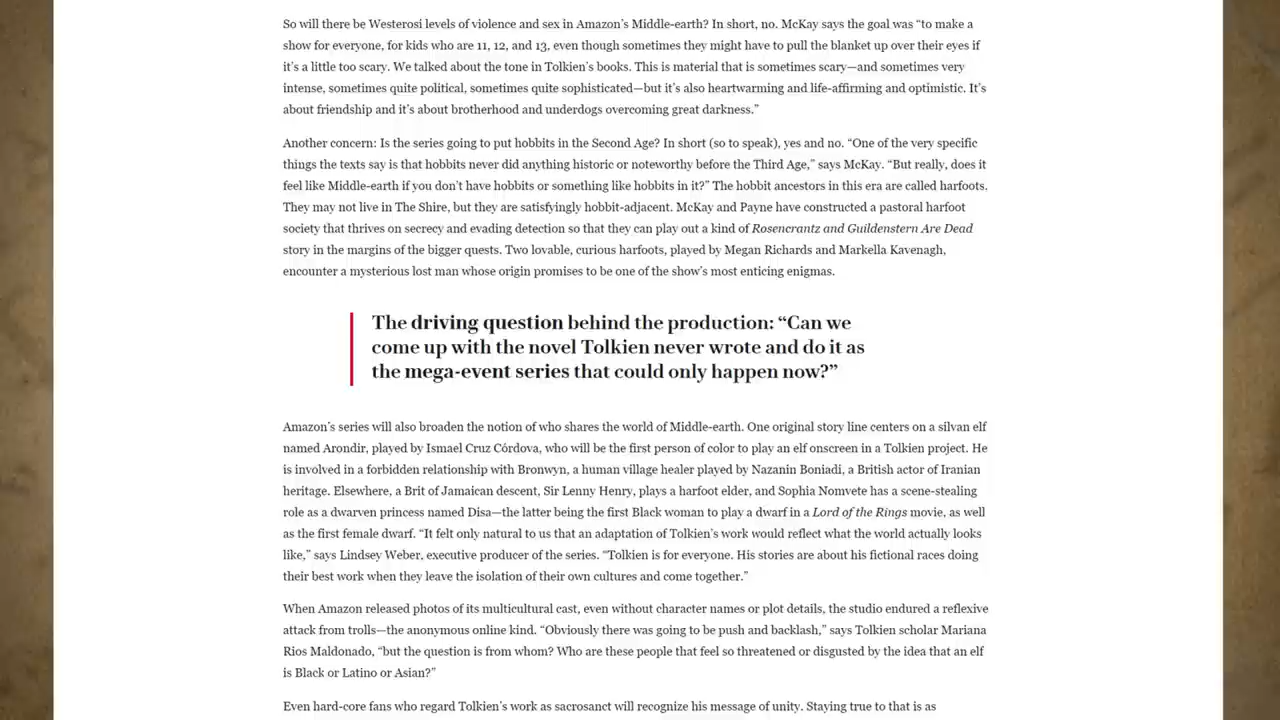 So will there be Westerosi levels of violence and sex in Amazon’s Middle-earth? In short, no. McKay says the goal was “to make a
show for everyone, for kids who are 11, 12, and 13, even though sometimes they might have to pull the blanket up over their eyes if
it’s a little too scary. We talked about the tone in Tolkien’s books. This is material that is sometimes scary—and sometimes very
intense, sometimes quite political, sometimes quite sophisticated—but it’s also heartwarming and life-affirming and optimistic. It’s
about friendship and it’s about brotherhood and underdogs overcoming great darkness.”
Another concern: Is the series going to put hobbits in the Second Age? In short (so to speak), yes and no. “One of the very specific
things the texts say is that hobbits never did anything historic or noteworthy before the Third Age,” says McKay. “But really, does it
feel like Middle-earth if you don’t have hobbits or something like hobbits in it?” The hobbit ancestors in this era are called harfoots.
They may not live in The Shire, but they are satisfyingly hobbit-adjacent. McKay and Payne have constructed a pastoral harfoot
society that thrives on secrecy and evading detection so that they can play out a kind of Rosencrantz and Guildenstern Are Dead
story in the margins of the bigger quests. Two lovable, curious harfoots, played by Megan Richards and Markella Kavenagh,
encounter a mysterious lost man whose origin promises to be one of the show’s most enticing enigmas.
The driving question behind the production: “Can we
come up with the novel Tolkien never wrote and do it as
the mega-event series that could only happen now?”
Amazon’s series will also broaden the notion of who shares the world of Middle-earth. One original story line centers on a silvan elf
named Arondir, played by Ismael Cruz Córdova, who will be the first person of color to play an elf onscreen in a Tolkien project. He
is involved in a forbidden relationship with Bronwyn, a human village healer played by Nazanin Boniadi, a British actor of Iranian
heritage. Elsewhere, a Brit of Jamaican descent, Sir Lenny Henry, plays a harfoot elder, and Sophia Nomvete has a scene-stealing
role as a dwarven princess named Disa—the latter being the first Black woman to play a dwarf in a Lord of the Rings movie, as well
as the first female dwarf. “It felt only natural to us that an adaptation of Tolkien’s work would reflect what the world actually looks
like,” says Lindsey Weber, executive producer of the series. “Tolkien is for everyone. His stories are about his fictional races doing
their best work when they leave the isolation of their own cultures and come together.”
When Amazon released photos of its multicultural cast, even without character names or plot details, the studio endured a reflexive
attack from trolls—the anonymous online kind. “Obviously there was going to be push and backlash,” says Tolkien scholar Mariana
Rios Maldonado, “but the question is from whom? Who are these people that feel so threatened or disgusted by the idea that an elf
is Black or Latino or Asian?”
Even hard-core fans who regard Tolkien’s work as sacrosanct will recognize his message of unity. Staying true to that is as